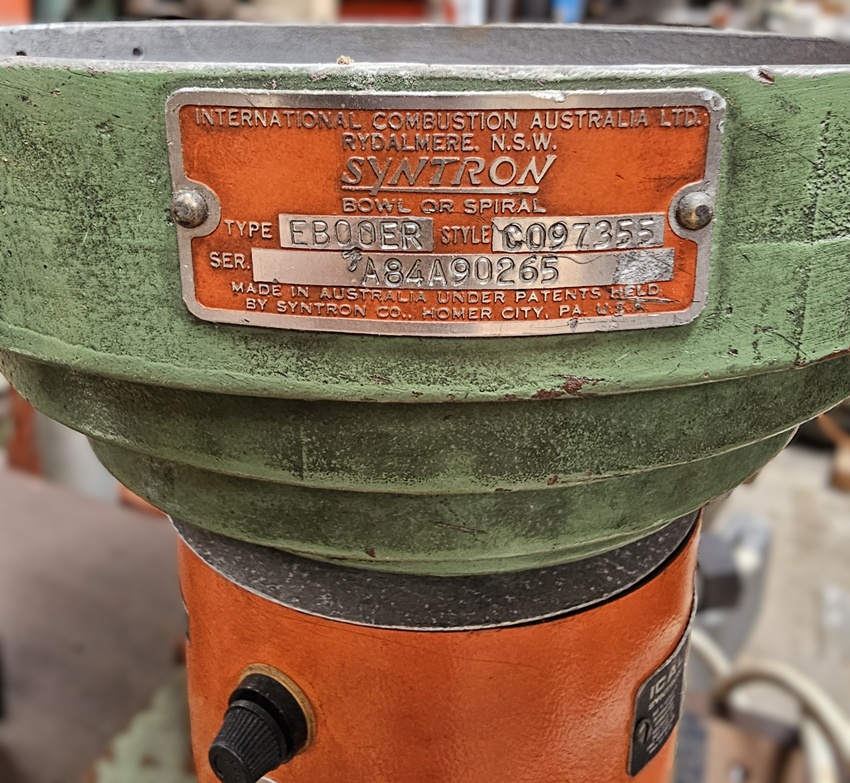 INTERNATIONAL COMBUSTION AUSTRALIA LTD.
RYDALMERE. N.S.W.
SYNTRON
BOWL OR SPIRAL
TYPE EB00ER STYLE C097355
SER. A84A90265
MADE IN AUSTRALIA UNDER PATENTS HELD
BY SYNTRON CO., HOMER CITY, PA. U.S.A.
ICAL